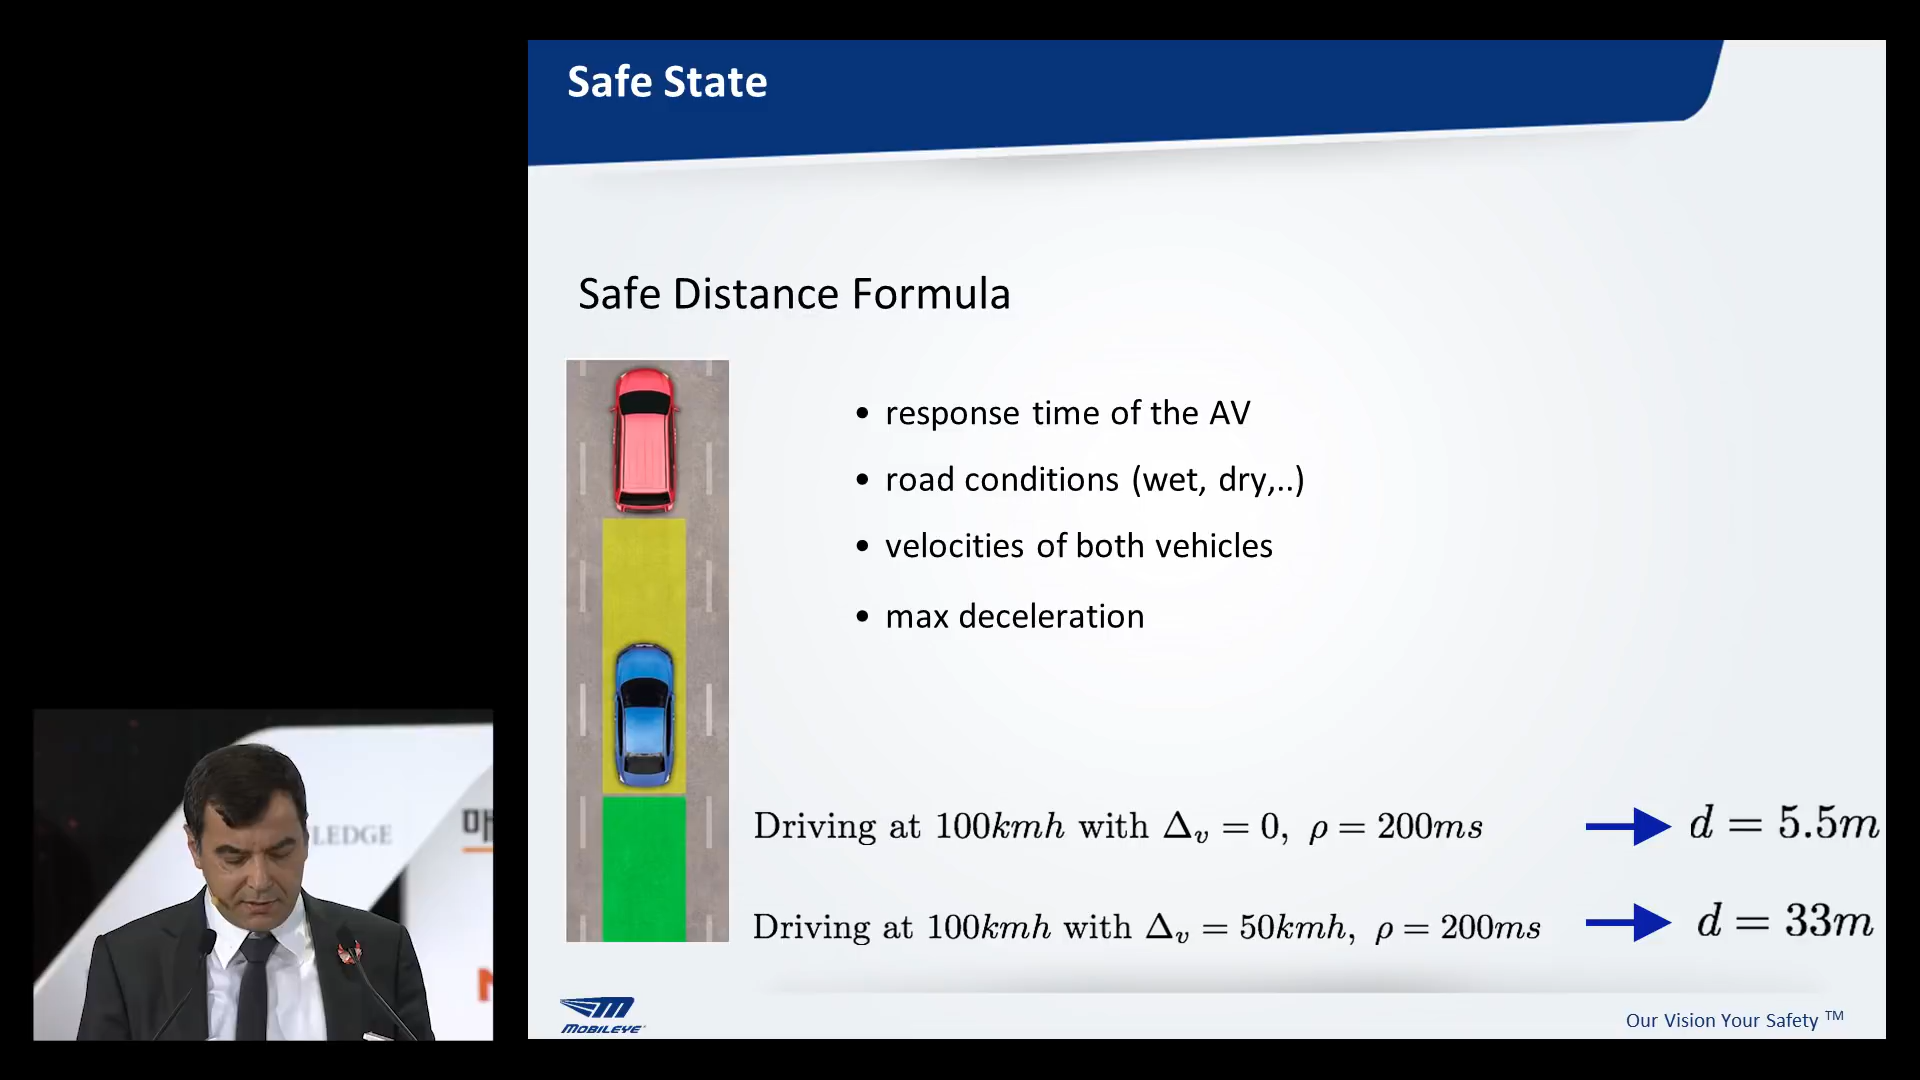 Safe State
Safe Distance Formula
• response time of the AV
• road conditions (wet, dry,..)
• velocities of both vehicles
• max deceleration
Driving at 100kmh with Δᵥ = 0, ρ = 200ms
d = 5.5m
Driving at 100kmh with Δᵥ = 50kmh, ρ = 200ms
d = 33m
LEDGE
MOBILEYE
Our Vision Your Safety TM